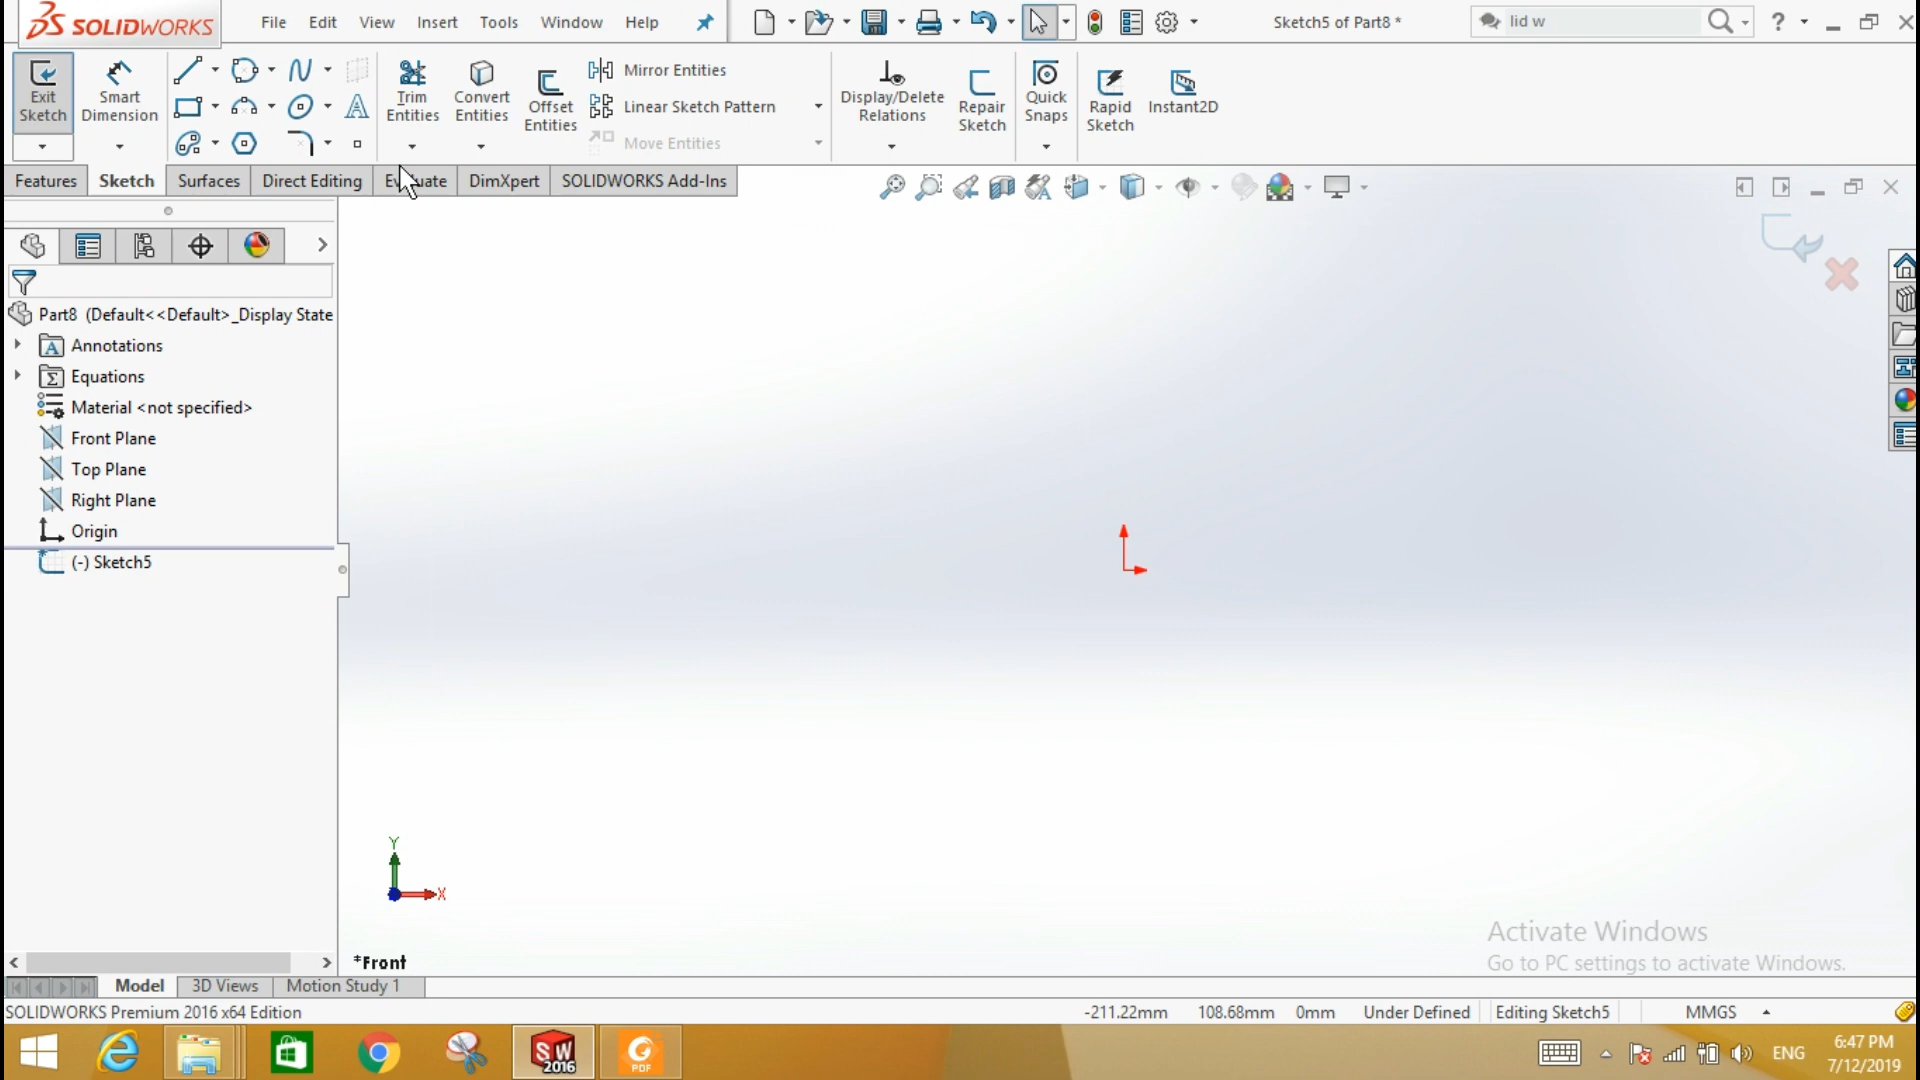 SOLIDWORKS File Edit View Insert Tools Window Help Sketch5 of Part8 * lid w ?
Exit Sketch
Smart Dimension
Trim Entities
Convert Entities
Offset Entities
Mirror Entities
Linear Sketch Pattern
Move Entities
Display/Delete Relations
Repair Sketch
Quick Snaps
Rapid Sketch
Instant2D
Features Sketch Surfaces Direct Editing Evaluate DimXpert SOLIDWORKS Add-Ins
Part8 (Default<<Default>_Display State
Annotations
Equations
Material <not specified>
Front Plane
Top Plane
Right Plane
Origin
(-) Sketch5
Y
X
*Front
Activate Windows
Go to PC settings to activate Windows.
Model 3D Views Motion Study 1
SOLIDWORKS Premium 2016 x64 Edition -211.22mm 108.68mm 0mm Under Defined Editing Sketch5 MMGS
SW 2016
PDF
ENG
6:47 PM
7/12/2019